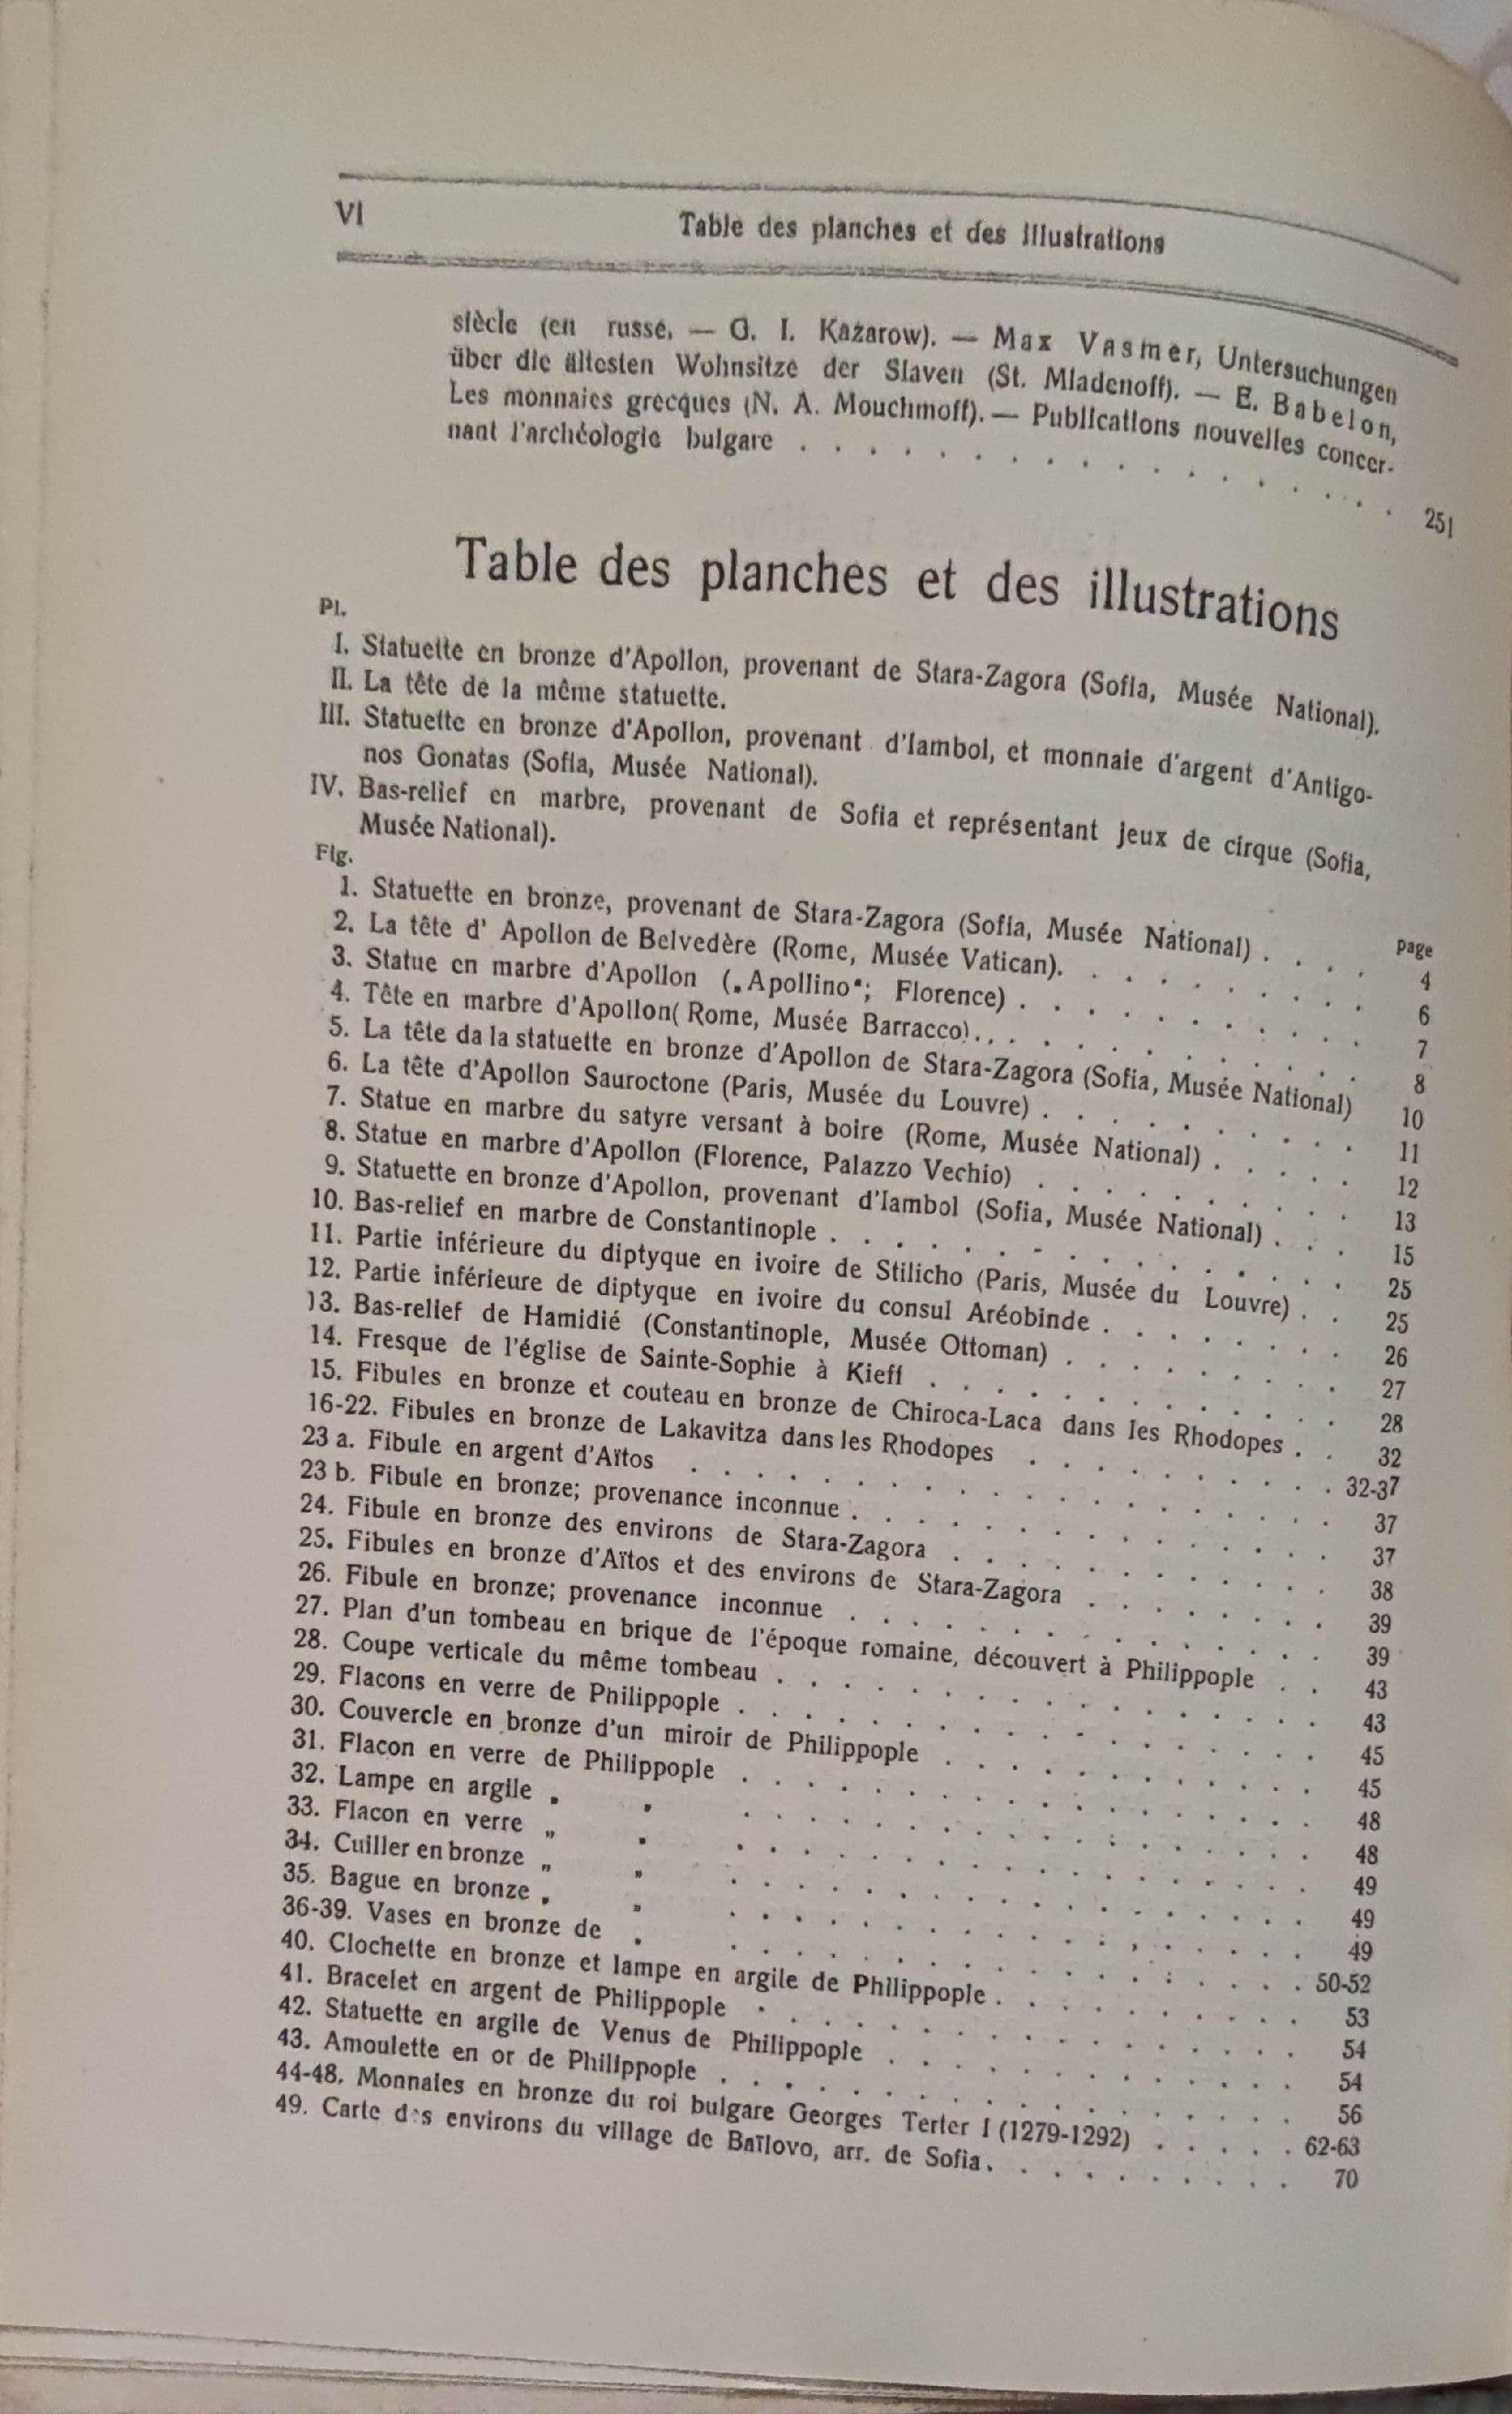 VI
Table des planches et des illustrations
siècle (en russe. — G. I. Kazarow). — Max Vasmer, Untersuchungen
über die ältesten Wohnsitze der Slaven (St. Mladenoff). — E. Babelon,
Les monnaies grecques (N. A. Mouchmoff). — Publications nouvelles concer-
nant l'archéologie bulgare . . . . . . . . . . . . . . . . . . 251
Table des planches et des illustrations
Pl.
I. Statuette en bronze d'Apollon, provenant de Stara-Zagora (Sofia, Musée National).
II. La tête de la même statuette.
III. Statuette en bronze d'Apollon, provenant d'Iambol, et monnaie d'argent d'Antigo-
nos Gonatas (Sofia, Musée National).
IV. Bas-relief en marbre, provenant de Sofia et représentant jeux de cirque (Sofia,
Musée National).
Fig.
page
1. Statuette en bronze, provenant de Stara-Zagora (Sofia, Musée National) . . . . 4
2. La tête d' Apollon de Belvedère (Rome, Musée Vatican). . . . . . . . . . 6
3. Statue en marbre d'Apollon („Apollino“; Florence) . . . . . . . . . . . 7
4. Tête en marbre d'Apollon( Rome, Musée Barracco) . . . . . . . . . . . . 8
5. La tête da la statuette en bronze d'Apollon de Stara-Zagora (Sofia, Musée National) 10
6. La tête d'Apollon Sauroctone (Paris, Musée du Louvre) . . . . . . . . . . 11
7. Statue en marbre du satyre versant à boire (Rome, Musée National) . . . . . 12
8. Statue en marbre d'Apollon (Florence, Palazzo Vechio) . . . . . . . . . . 13
9. Statuette en bronze d'Apollon, provenant d'Iambol (Sofia, Musée National) . . . 15
10. Bas-relief en marbre de Constantinople . . . . . . . . . . . . . . . . 25
11. Partie inférieure du diptyque en ivoire de Stilicho (Paris, Musée du Louvre) . . 25
12. Partie inférieure de diptyque en ivoire du consul Aréobinde . . . . . . . . 26
13. Bas-relief de Hamidié (Constantinople, Musée Ottoman) . . . . . . . . . 27
14. Fresque de l'église de Sainte-Sophie à Kieff . . . . . . . . . . . . . 28
15. Fibules en bronze et couteau en bronze de Chiroca-Laca dans les Rhodopes . . 32
16-22. Fibules en bronze de Lakavitza dans les Rhodopes . . . . . . . . . . 32-37
23 a. Fibule en argent d'Aïtos . . . . . . . . . . . . . . . . . . . . 37
23 b. Fibule en bronze; provenance inconnue . . . . . . . . . . . . . . . 37
24. Fibule en bronze des environs de Stara-Zagora . . . . . . . . . . . . 38
25. Fibules en bronze d'Aïtos et des environs de Stara-Zagora . . . . . . . . 39
26. Fibule en bronze; provenance inconnue . . . . . . . . . . . . . . . 39
27. Plan d'un tombeau en brique de l'époque romaine, découvert à Philippople . . 43
28. Coupe verticale du même tombeau . . . . . . . . . . . . . . . . . 43
29. Flacons en verre de Philippople . . . . . . . . . . . . . . . . . . 45
30. Couvercle en bronze d'un miroir de Philippople . . . . . . . . . . . . 45
31. Flacon en verre de Philippople . . . . . . . . . . . . . . . . . . 48
32. Lampe en argile „ „ . . . . . . . . . . . . . . . . . . 48
33. Flacon en verre „ „ . . . . . . . . . . . . . . . . . . 49
34. Cuiller en bronze „ „ . . . . . . . . . . . . . . . . . . 49
35. Bague en bronze „ „ . . . . . . . . . . . . . . . . . . 49
36-39. Vases en bronze de „ . . . . . . . . . . . . . . . . . . 50-52
40. Clochette en bronze et lampe en argile de Philippople . . . . . . . . . . 53
41. Bracelet en argent de Philippople . . . . . . . . . . . . . . . . . 54
42. Statuette en argile de Venus de Philippople . . . . . . . . . . . . . 54
43. Amoulette en or de Philippople . . . . . . . . . . . . . . . . . . 56
44-48. Monnaies en bronze du roi bulgare Georges Terter I (1279-1292) . . . . . 62-63
49. Carte des environs du village de Baïlovo, arr. de Sofia . . . . . . . . . 70